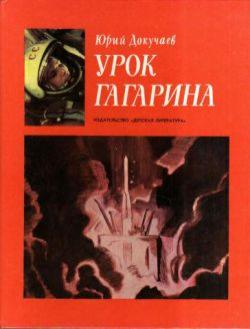 Юрий Докучаев
УРОК
ГАГАРИНА
ИЗДАТЕЛЬСТВО «ДЕТСКАЯ ЛИТЕРАТУРА»